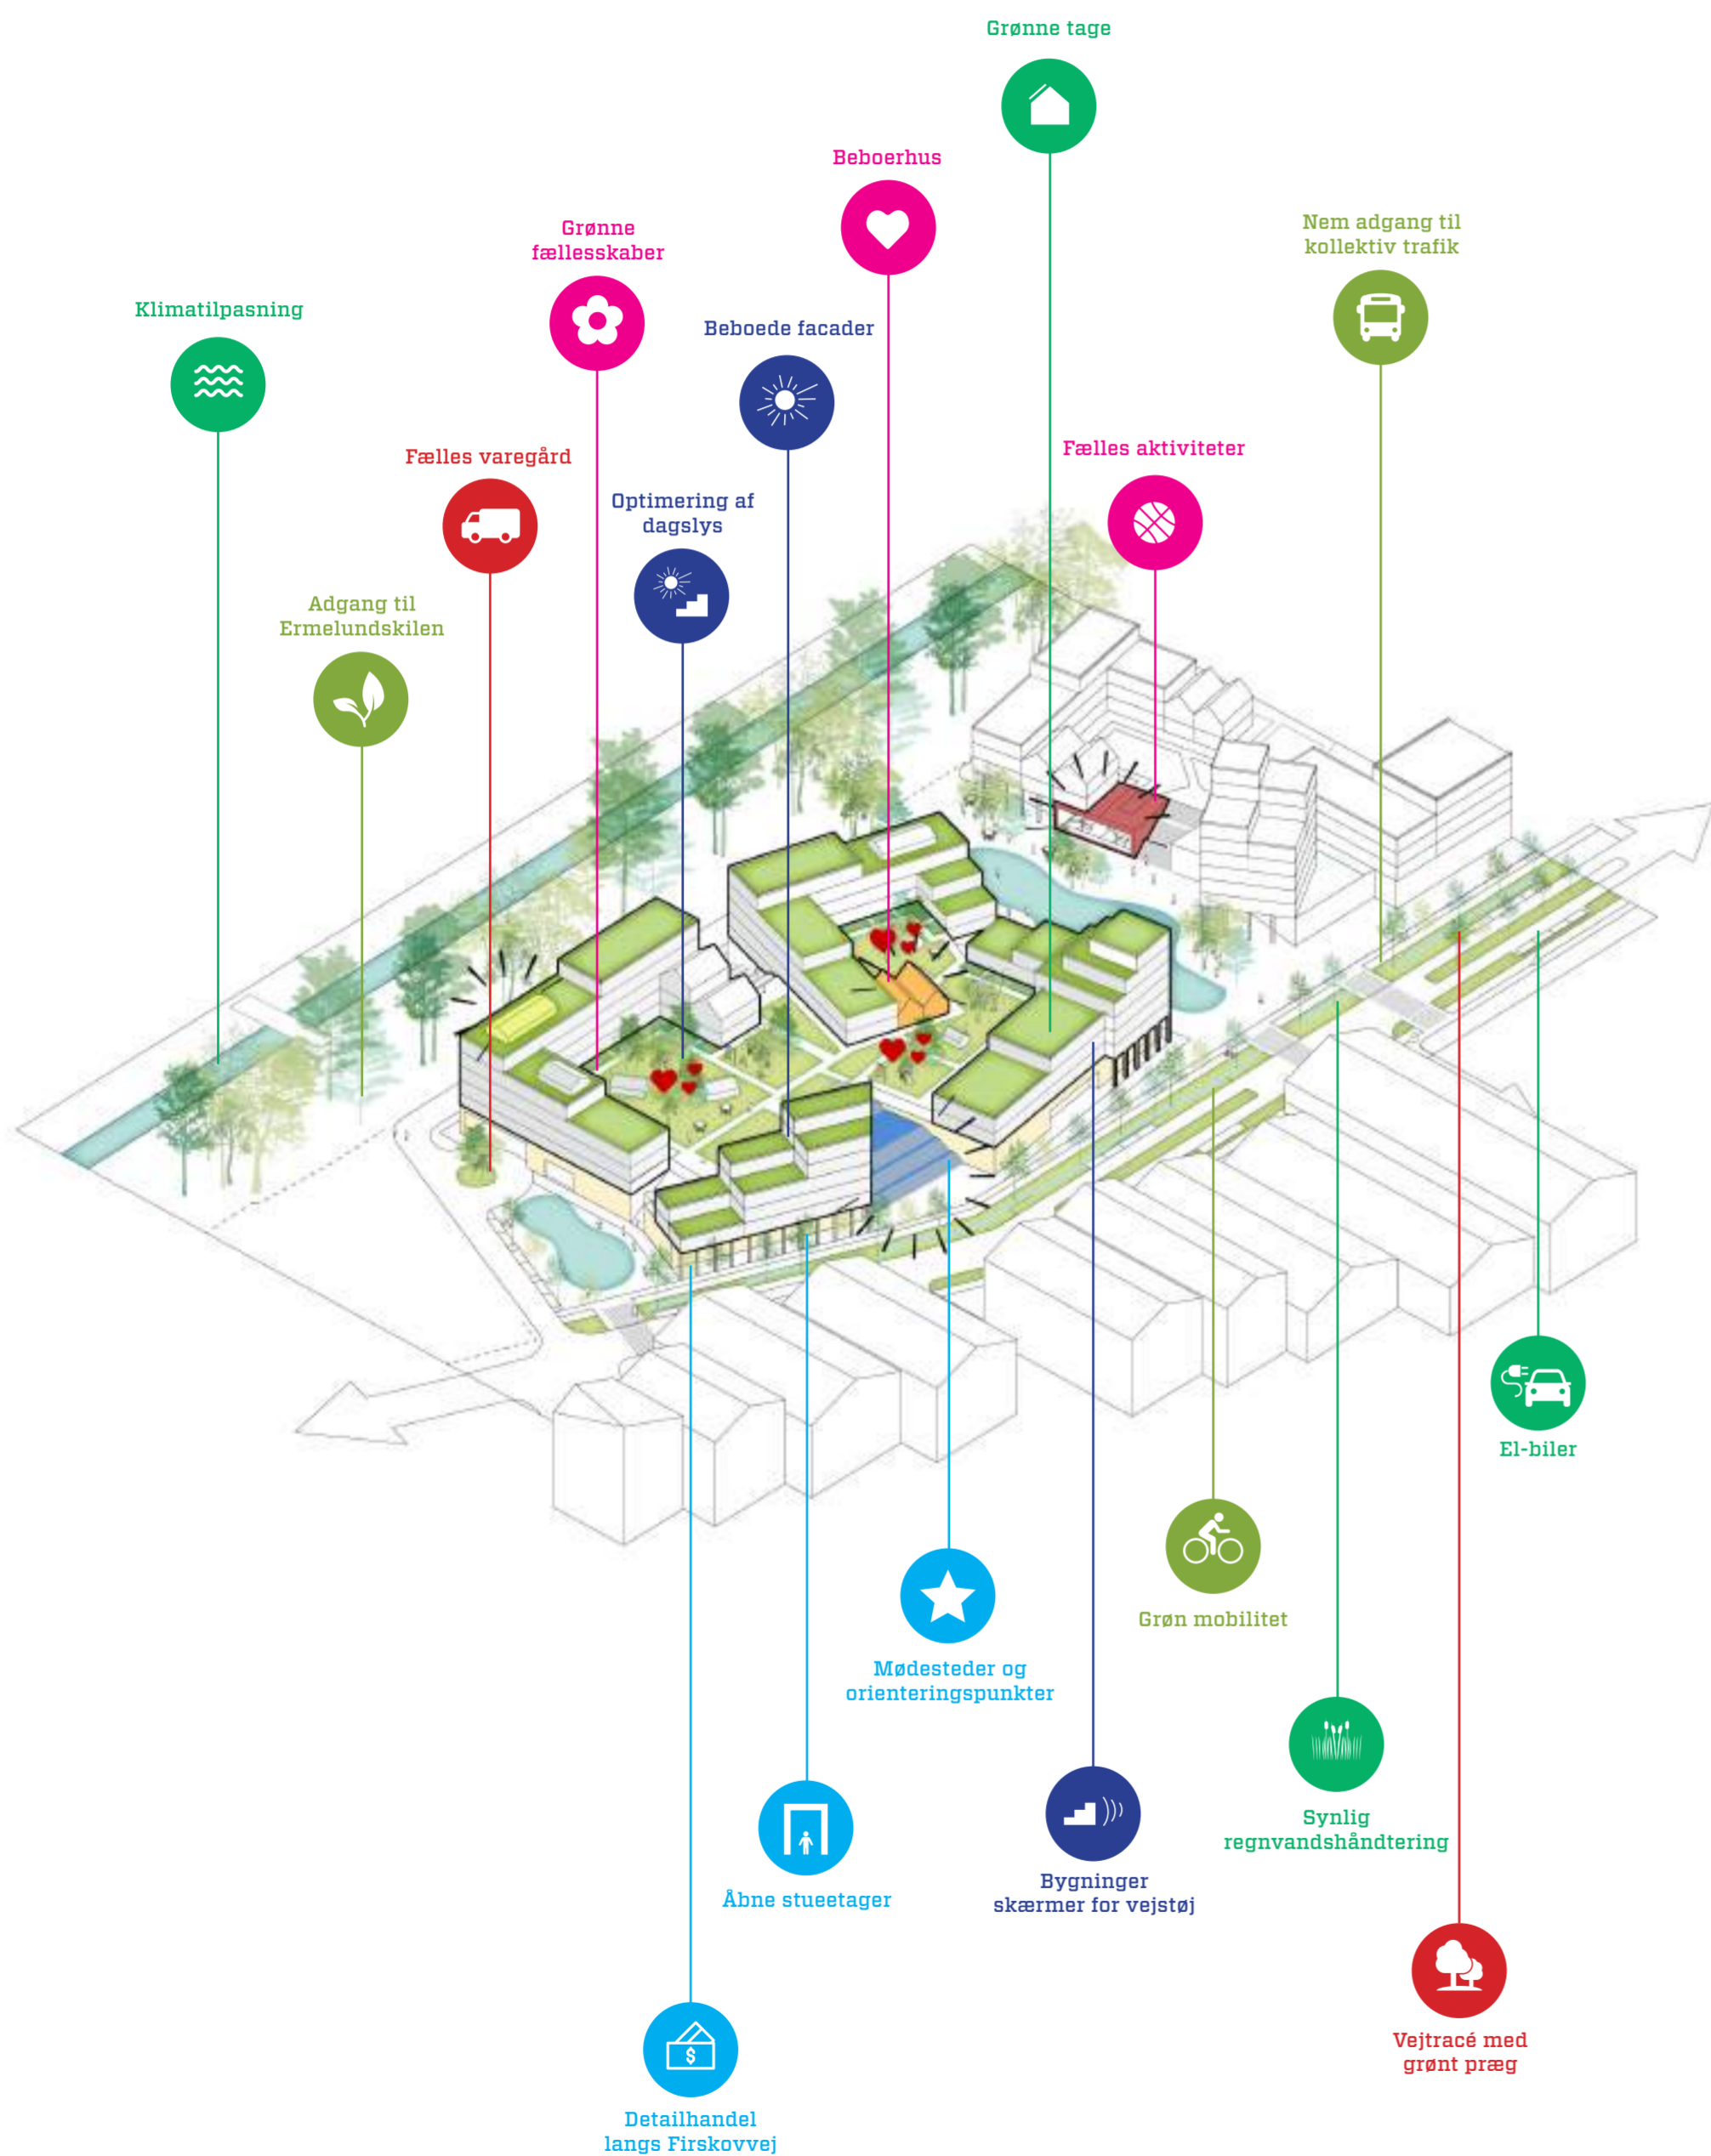 Grønne tage
Beboerhus
Nem adgang til
kollektiv trafik
Grønne
fællesskaber
Klimatilpasning
Beboede facader
Fælles aktiviteter
Fælles varegård
Optimering af
dagslys
Adgang til
Ermelundskilen
El-biler
Grøn mobilitet
Mødesteder og
orienteringspunkter
Synlig
regnvandshåndtering
Bygninger
skærmer for vejstøj
Åbne stueetager
Vejtracé med
grønt præg
$
Detailhandel
langs Firskovvej